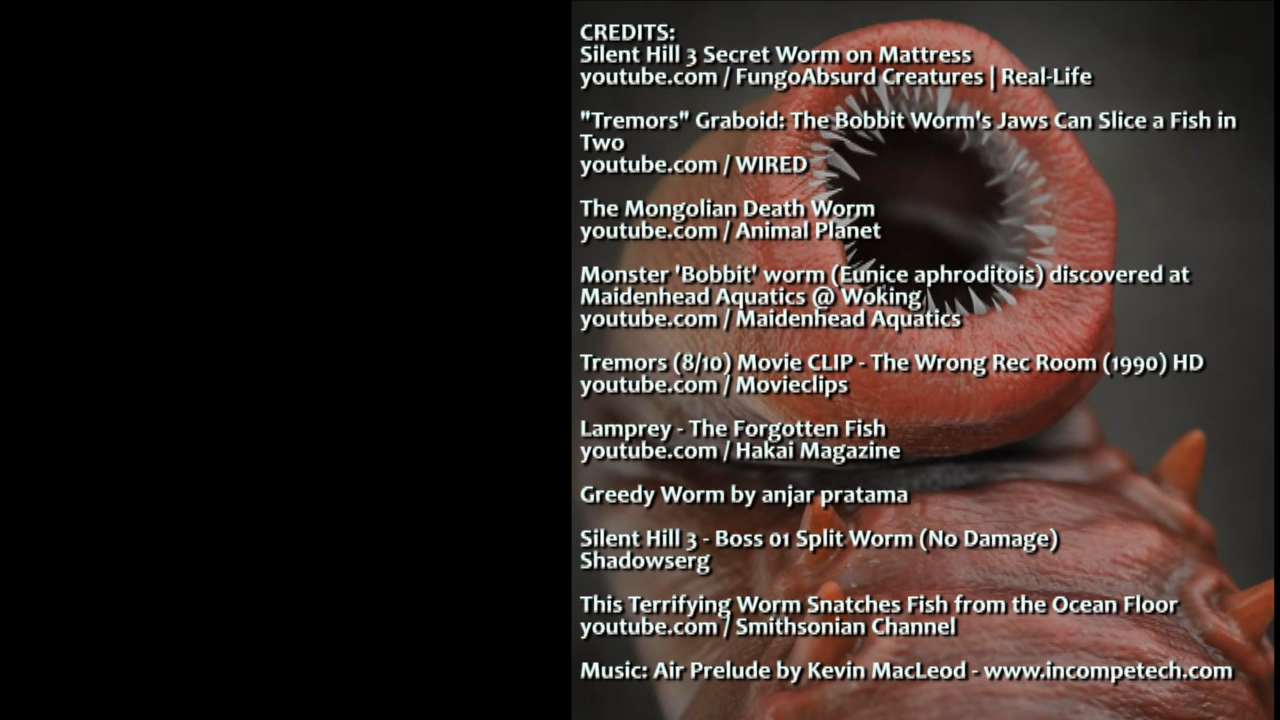 CREDITS:
Silent Hill 3 Secret Worm on Mattress
youtube.com / FungoAbsurd Creatures | Real-Life
"Tremors" Graboid: The Bobbit Worm's Jaws Can Slice a Fish in
Two
youtube.com / WIRED
The Mongolian Death Worm
youtube.com / Animal Planet
Monster 'Bobbit' worm (Eunice aphroditois) discovered at
Maidenhead Aquatics @ Woking
youtube.com / Maidenhead Aquatics
Tremors (8/10) Movie CLIP - The Wrong Rec Room (1990) HD
youtube.com / Movieclips
Lamprey - The Forgotten Fish
youtube.com / Hakai Magazine
Greedy Worm by anjar pratama
Silent Hill 3 - Boss 01 Split Worm (No Damage)
Shadowserg
This Terrifying Worm Snatches Fish from the Ocean Floor
youtube.com / Smithsonian Channel
Music: Air Prelude by Kevin MacLeod - www.incompetech.com